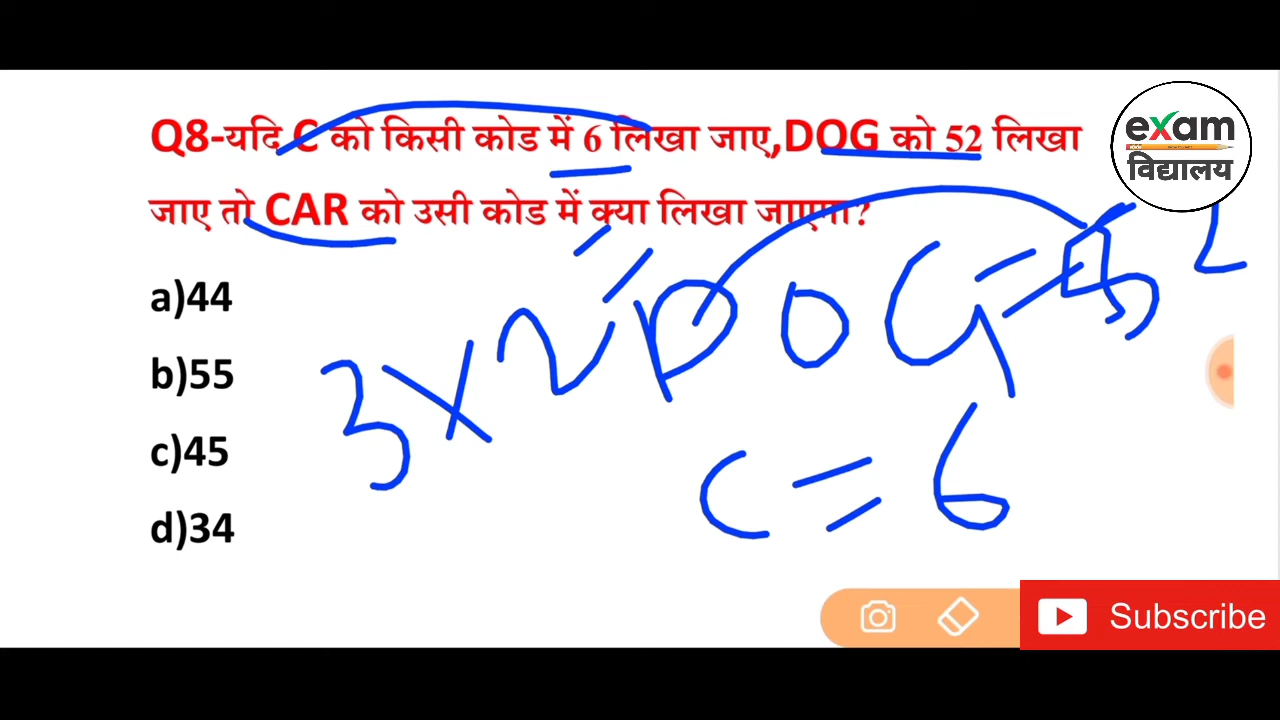 exam
विद्यालय
Q8-यदि C को किसी कोड में 6 लिखा जाए,DOG को 52 लिखा
जाए तो CAR को उसी कोड में क्या लिखा जाएगा?
a)44
b)55
c)45
d)34
3 X 2
DOG = 52
C = 6
Subscribe